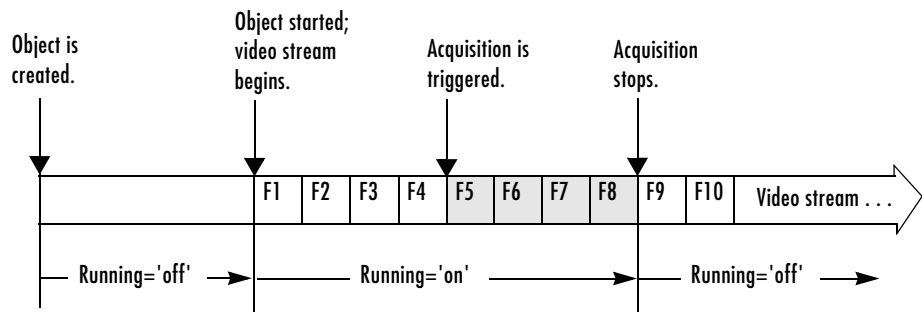 Object is
created.
Object started;
video stream
begins.
Acquisition is
triggered.
Acquisition
stops.
F1 F2 F3 F4 F5 F6 F7 F8 F9 F10 Video stream . . .
Running='off' Running='on' Running='off'